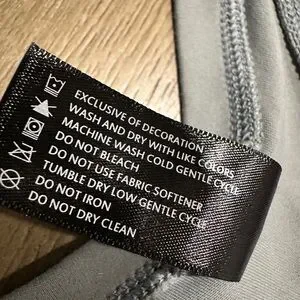 EXCLUSIVE OF DECORATION
WASH AND DRY WITH LIKE COLORS
MACHINE WASH COLD GENTLE CYCLE
DO NOT BLEACH
DO NOT USE FABRIC SOFTENER
TUMBLE DRY LOW GENTLE CYCLE
DO NOT IRON
DO NOT DRY CLEAN